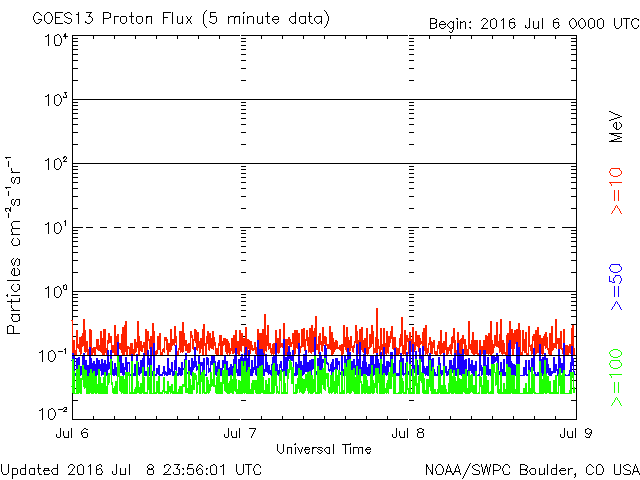 GOES13 Proton Flux (5 minute data)
Begin: 2016 Jul 6 0000 UTC
10⁴
10³
10²
10¹
10⁰
10⁻¹
10⁻²
Particles cm⁻²s⁻¹sr⁻¹
MeV
>=10
>=50
>=100
Jul 6
Jul 7
Jul 8
Jul 9
Universal Time
Updated 2016 Jul 8 23:56:01 UTC
NOAA/SWPC Boulder, CO USA